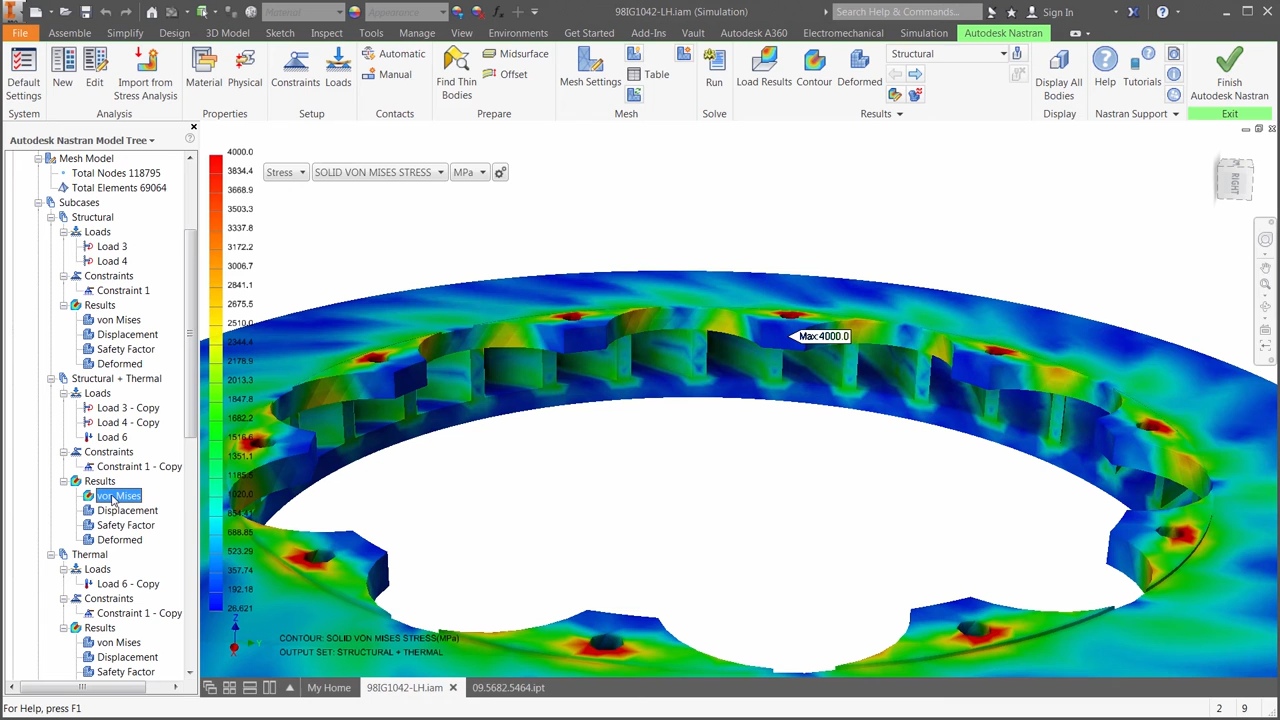 Material
Appearance
98IG1042-LH.iam (Simulation)
Search Help & Commands...
Sign In
File
Assemble
Simplify
Design
3D Model
Sketch
Inspect
Tools
Manage
View
Environments
Get Started
Add-Ins
Vault
Autodesk A360
Electromechanical
Simulation
Autodesk Nastran
Default Settings
New
Edit
Import from Stress Analysis
Material
Physical
Constraints
Loads
Automatic
Manual
Find Thin Bodies
Midsurface
Offset
Mesh Settings
Table
Run
Load Results
Contour
Deformed
Structural
Display All Bodies
Help
Tutorials
Finish Autodesk Nastran
System
Analysis
Properties
Setup
Contacts
Prepare
Mesh
Solve
Results
Display
Nastran Support
Exit
Autodesk Nastran Model Tree
Mesh Model
Total Nodes 118795
Total Elements 69064
Subcases
Structural
Loads
Load 3
Load 4
Constraints
Constraint 1
Results
von Mises
Displacement
Safety Factor
Deformed
Structural + Thermal
Loads
Load 3 - Copy
Load 4 - Copy
Load 6
Constraints
Constraint 1 - Copy
Results
von Mises
Displacement
Safety Factor
Deformed
Thermal
Loads
Load 6 - Copy
Constraints
Constraint 1 - Copy
Results
von Mises
Displacement
Safety Factor
4000.0
3834.4
3668.9
3503.3
3337.8
3172.2
3006.7
2841.1
2675.5
2510.0
2344.4
2178.9
2013.3
1847.8
1682.2
1516.6
1351.1
1185.5
1020.0
688.85
523.29
357.74
192.18
26.621
Stress
SOLID VON MISES STRESS
MPa
RIGHT
Max:4000.0
Z
Y
X
CONTOUR: SOLID VON MISES STRESS(MPa)
OUTPUT SET: STRUCTURAL + THERMAL
My Home
98IG1042-LH.iam
09.5682.5464.ipt
For Help, press F1
2
9